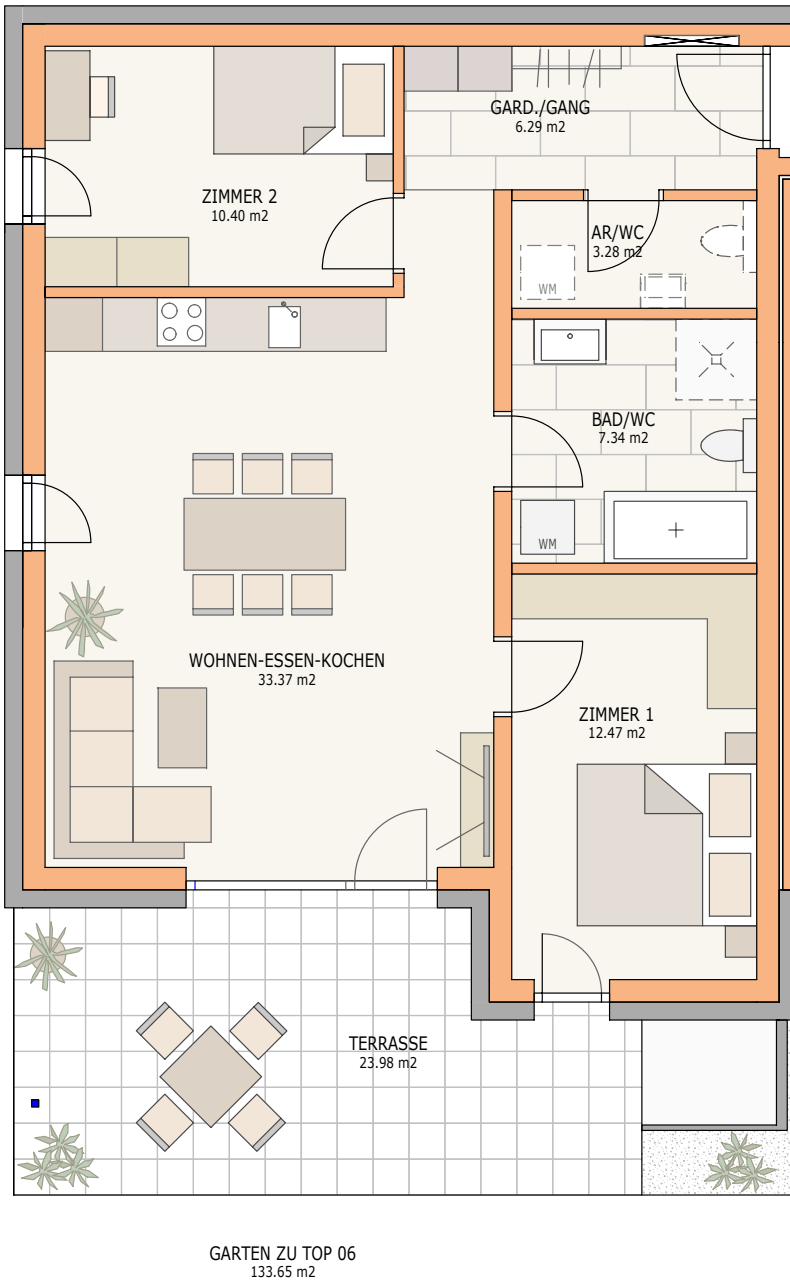 GARD./GANG
6.29 m2
ZIMMER 2
10.40 m2
AR/WC
3.28 m2
WM
BAD/WC
7.34 m2
WM
WOHNEN-ESSEN-KOCHEN
33.37 m2
ZIMMER 1
12.47 m2
TERRASSE
23.98 m2
GARTEN ZU TOP 06
133.65 m2